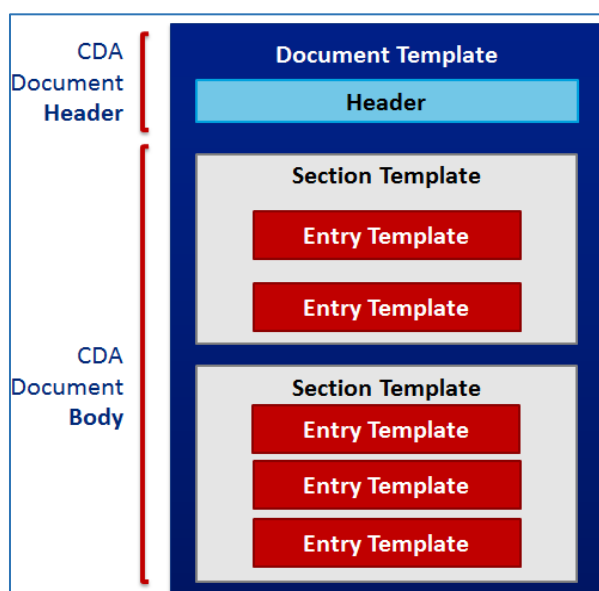 CDA
Document
Header
Document Template
Header
CDA
Document
Body
Section Template
Entry Template
Entry Template
Section Template
Entry Template
Entry Template
Entry Template